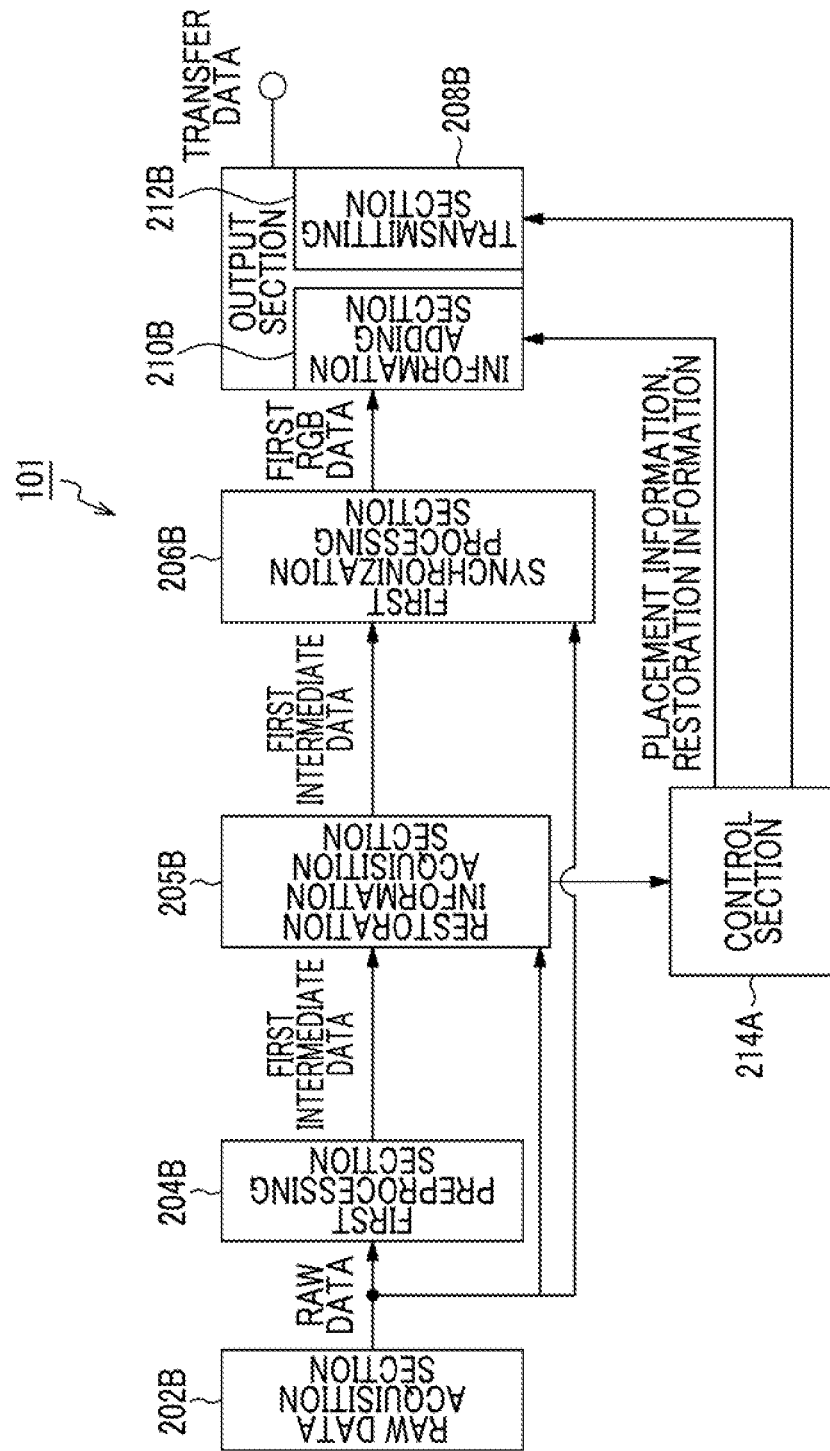 101
202B
RAW DATA
ACQUISITION
SECTION
RAW
DATA
204B
FIRST
PREPROCESSING
SECTION
FIRST
INTERMEDIATE
DATA
205B
RESTORATION
INFORMATION
ACQUISITION
SECTION
FIRST
INTERMEDIATE
DATA
206B
FIRST
SYNCHRONIZATION
PROCESSING
SECTION
FIRST
RGB
DATA
210B
OUTPUT
SECTION
INFORMATION
ADDING
SECTION
212B
TRANSMITTING
SECTION
208B
TRANSFER
DATA
PLACEMENT INFORMATION,
RESTORATION INFORMATION
CONTROL
SECTION
214A